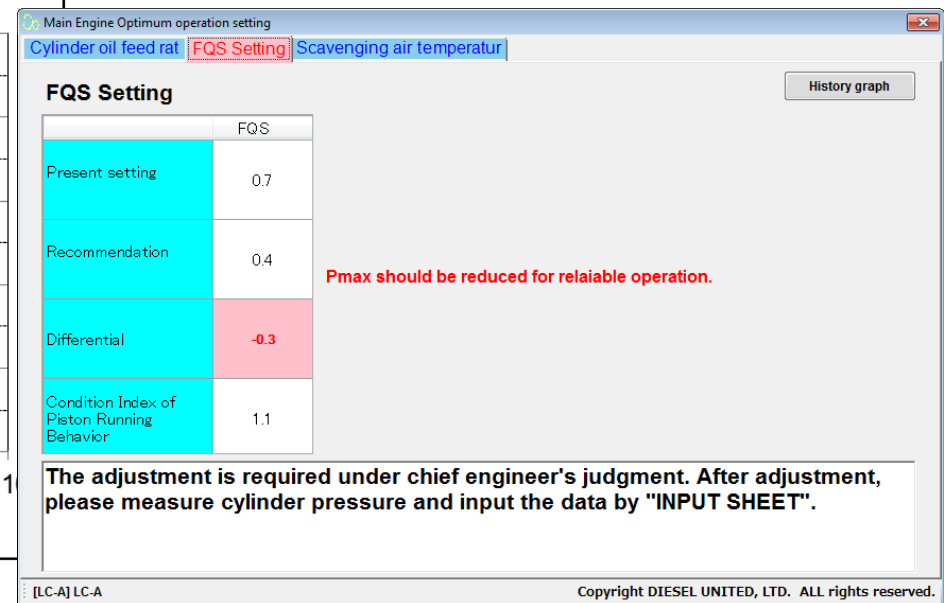 Main Engine Optimum operation setting
Cylinder oil feed rat FQS Setting Scavenging air temperatur
FQS Setting
History graph
FQS
Present setting 0.7
Recommendation 0.4
Pmax should be reduced for relaiable operation.
Differential -0.3
Condition Index of
Piston Running 1.1
Behavior
The adjustment is required under chief engineer's judgment. After adjustment,
please measure cylinder pressure and input the data by "INPUT SHEET".
[LC-A] LC-A Copyright DIESEL UNITED, LTD. ALL rights reserved.